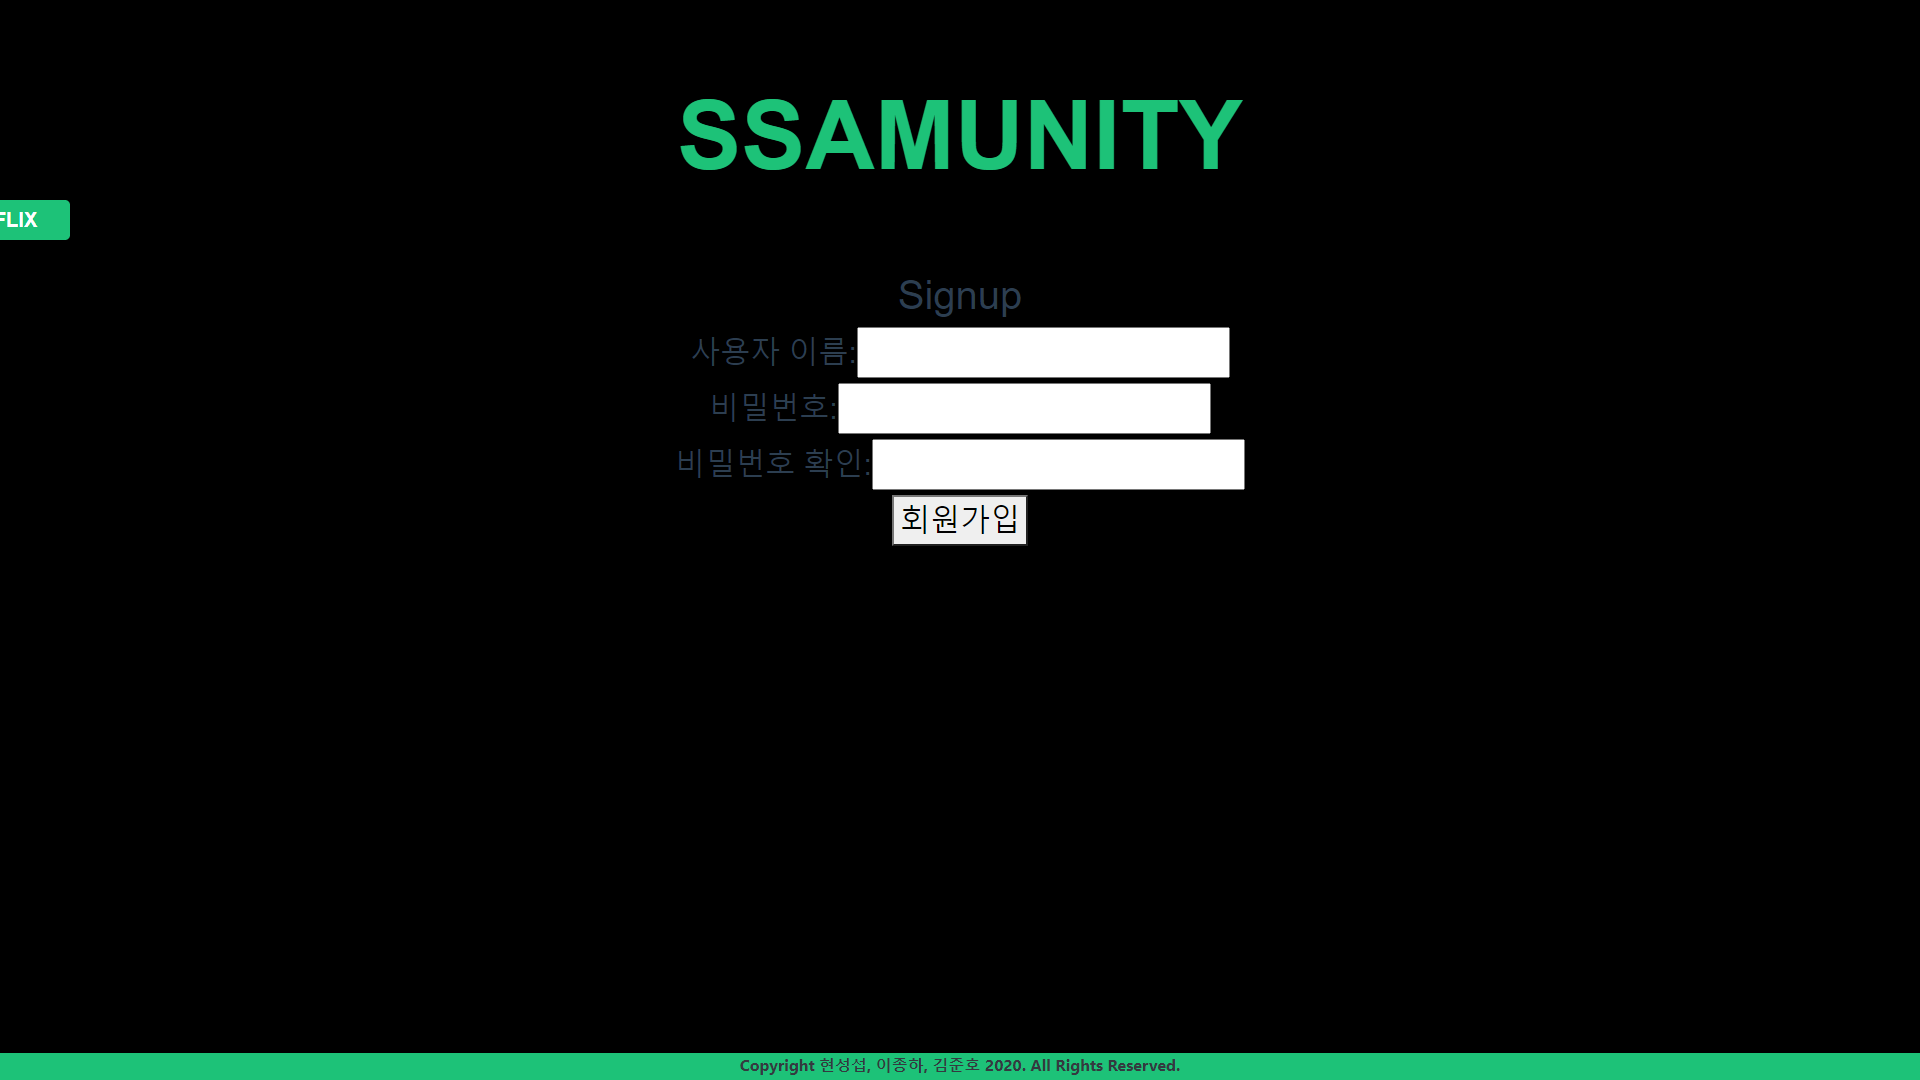 SSAMUNITY
FLIX
Signup
사용자 이름:
비밀번호:
비밀번호 확인:
회원가입
Copyright 현성섭, 이종하, 김준호 2020. All Rights Reserved.